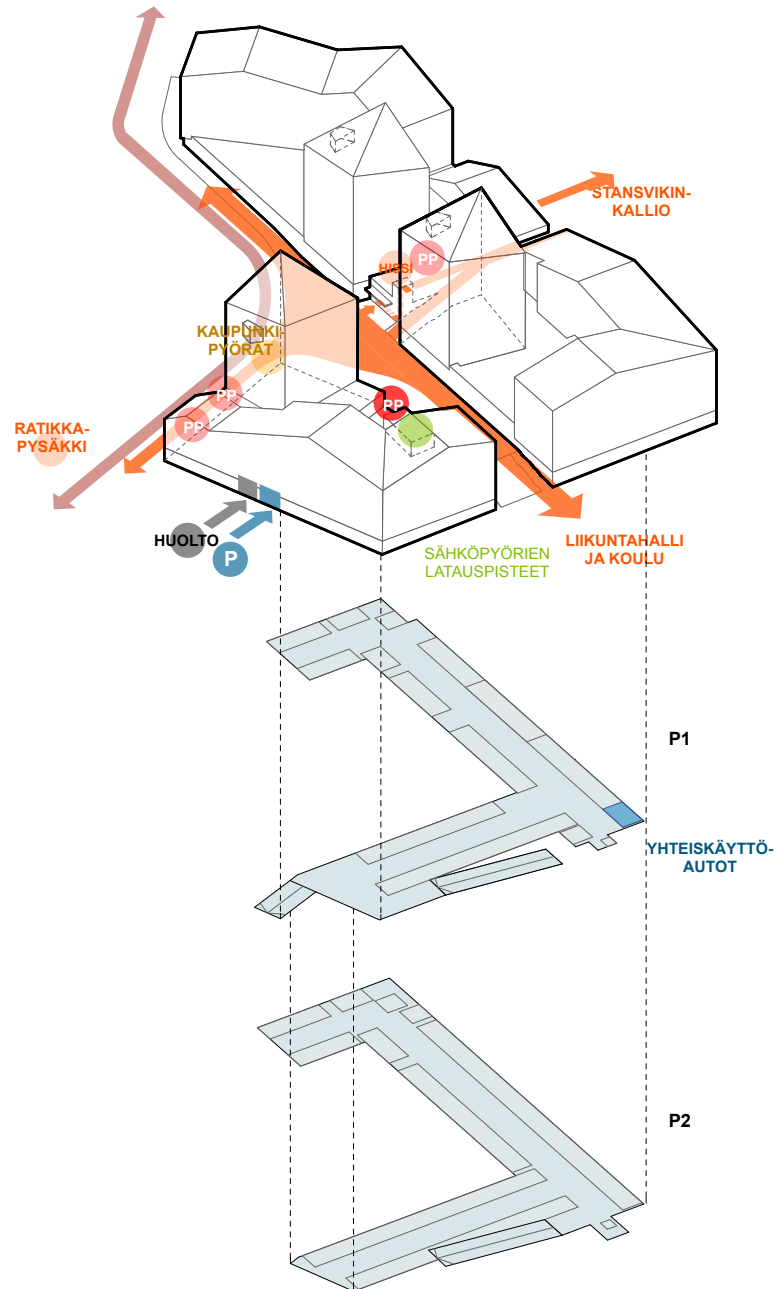 STANSVIKIN-
KALLIO
PP
HISSI
KAUPUNKI-
PYÖRÄT
PP
PP
PP
RATIKKA-
PYSÄKKI
HUOLTO
P
SÄHKÖPYÖRIEN
LATAUSPISTEET
LIIKUNTAHALLI
JA KOULU
P1
YHTEISKÄYTTÖ-
AUTOT
P2